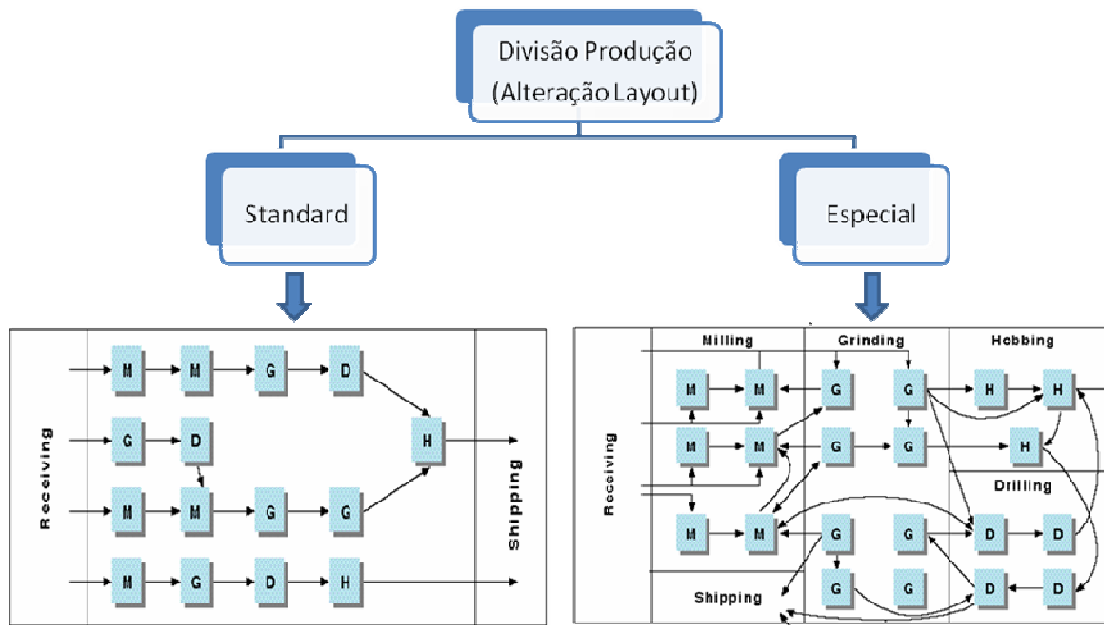 Divisão Produção
(Alteração Layout)
Standard
Especial
Receiving
M M G D
G D
H
M M G G
M G D H
Shipping
Milling Grinding Hobbing
Receiving
M M G G H H
M M G G H
Drilling
M M G G D D
G G D D
Shipping